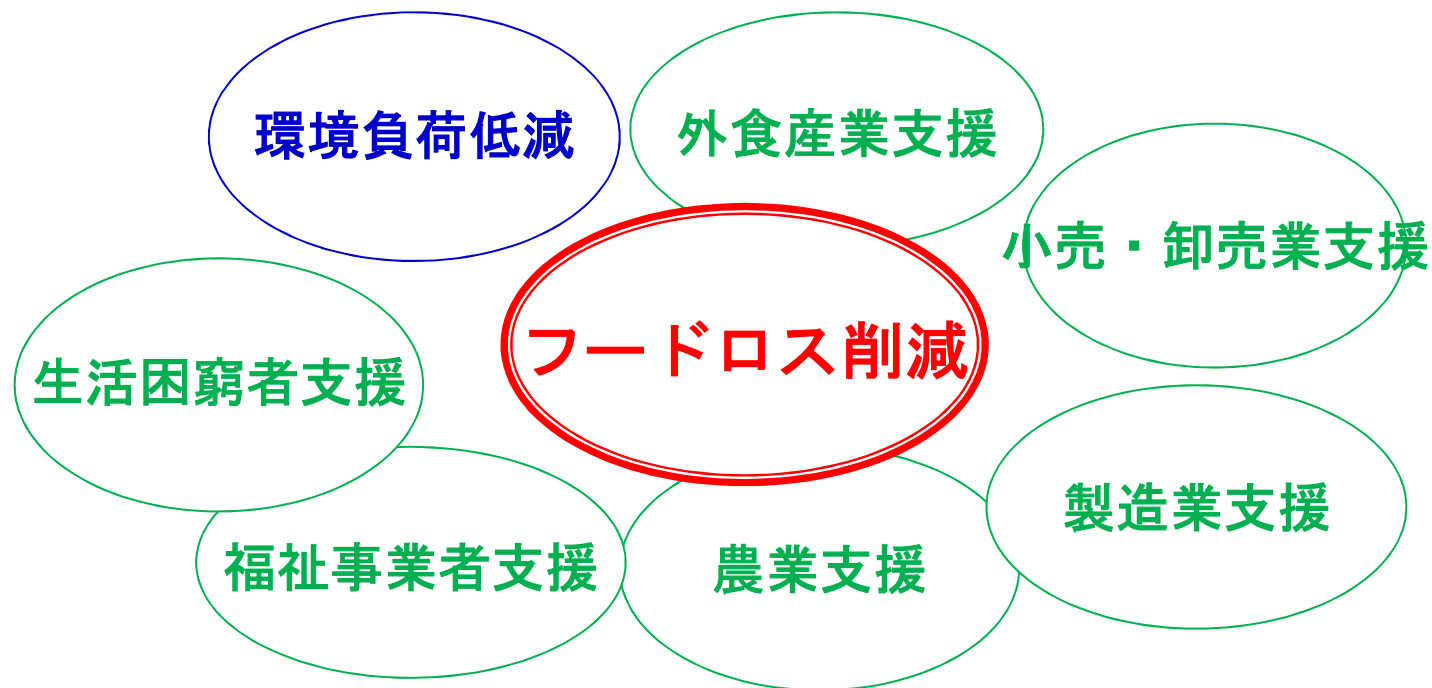 環境負荷低減
外食産業支援
小売・卸売業支援
フードロス削減
生活困窮者支援
製造業支援
福祉事業者支援
農業支援